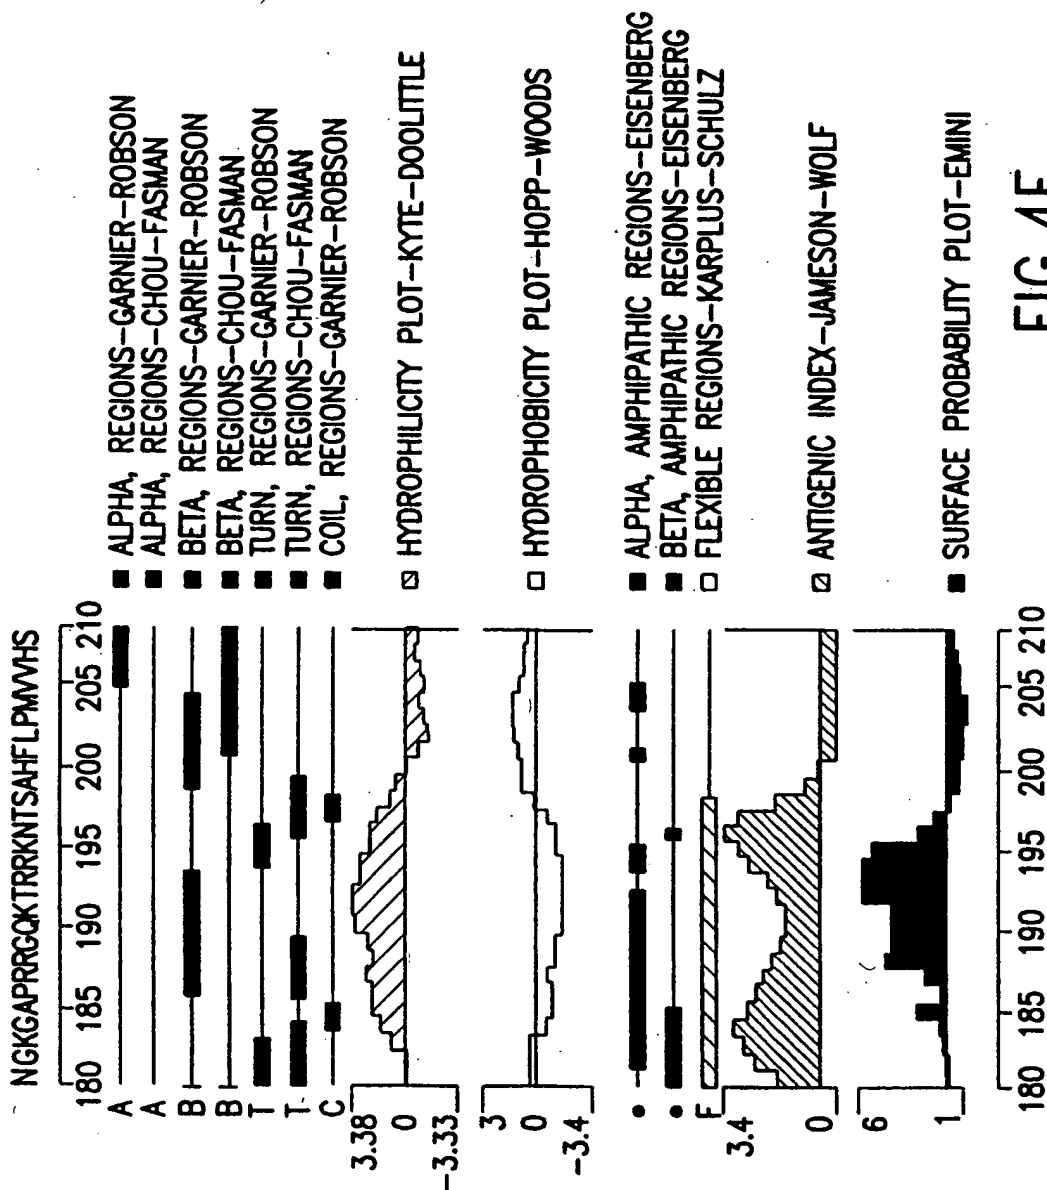 NGKGAPRRGQKTRRKNTSAHFLPMVVHS
180 185 190 195 200 205 210
A ALPHA, REGIONS-GARNIER-ROBSON
A ALPHA, REGIONS-CHOU-FASMAN
B BETA, REGIONS-GARNIER-ROBSON
B BETA, REGIONS-CHOU-FASMAN
T TURN, REGIONS-GARNIER-ROBSON
T TURN, REGIONS-CHOU-FASMAN
C COIL, REGIONS-GARNIER-ROBSON
3.38
0 HYDROPHILICITY PLOT-KYTE-DOOLITTLE
-3.33
3
0 HYDROPHOBICITY PLOT-HOPP-WOODS
-3.4
ALPHA, AMPHIPATHIC REGIONS-EISENBERG
BETA, AMPHIPATHIC REGIONS-EISENBERG
F FLEXIBLE REGIONS-KARPLUS-SCHULZ
3.4
0 ANTIGENIC INDEX-JAMESON-WOLF
6
1 SURFACE PROBABILITY PLOT-EMINI
180 185 190 195 200 205 210
FIG